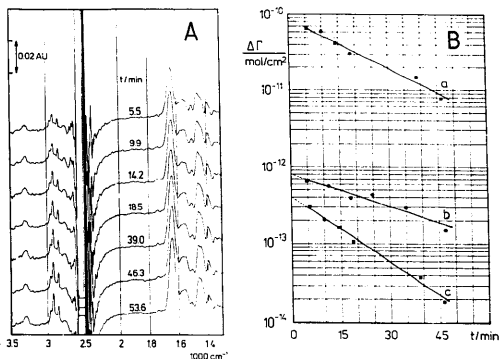 A
0.02 AU
t/min
5.5
9.9
14.2
18.5
39.0
46.3
53.6
3.5 3 2.5 2 1.8 1.6 1.4
1000 cm⁻¹
B
ΔΓ
mol/cm²
10⁻¹⁰
10⁻¹¹
10⁻¹²
10⁻¹³
10⁻¹⁴
a
b
c
0 15 30 45 t/min